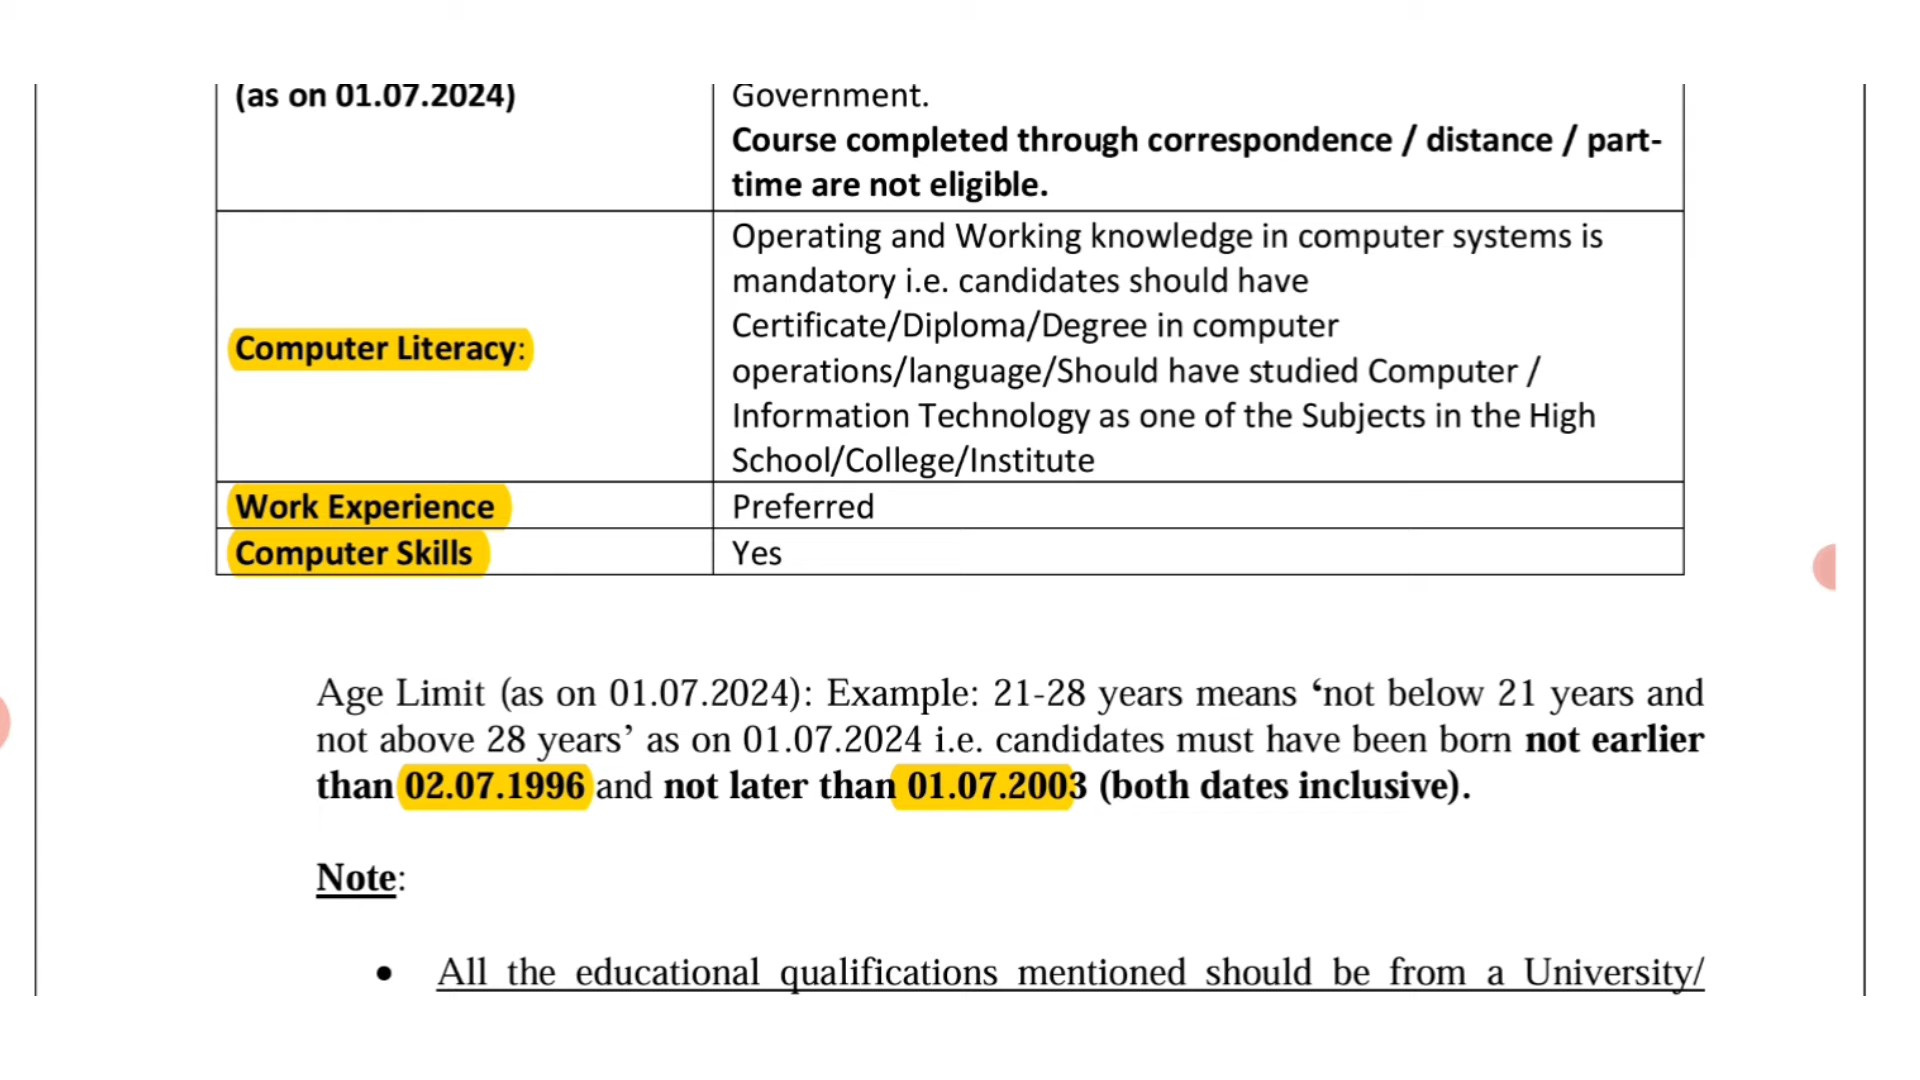 (as on 01.07.2024)
Government.
Course completed through correspondence / distance / part-
time are not eligible.
Computer Literacy:
Operating and Working knowledge in computer systems is
mandatory i.e. candidates should have
Certificate/Diploma/Degree in computer
operations/language/Should have studied Computer /
Information Technology as one of the Subjects in the High
School/College/Institute
Work Experience
Preferred
Computer Skills
Yes
Age Limit (as on 01.07.2024): Example: 21-28 years means ‘not below 21 years and
not above 28 years’ as on 01.07.2024 i.e. candidates must have been born not earlier
than 02.07.1996 and not later than 01.07.2003 (both dates inclusive).
Note:
• All the educational qualifications mentioned should be from a University/